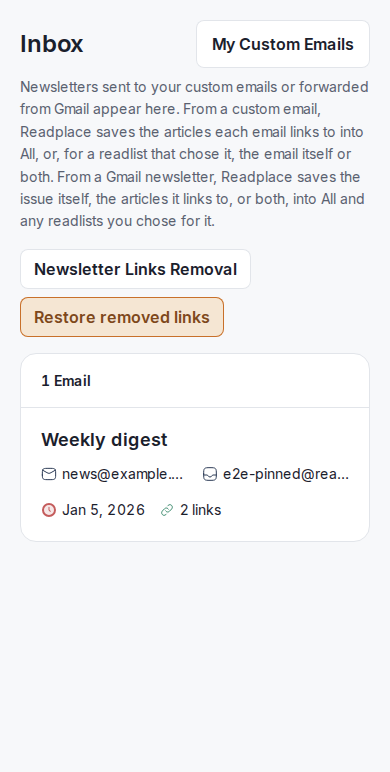 Inbox
My Custom Emails
Newsletters sent to your custom emails or forwarded
from Gmail appear here. From a custom email,
Readplace saves the articles each email links to into
All, or, for a readlist that chose it, the email itself or
both. From a Gmail newsletter, Readplace saves the
issue itself, the articles it links to, or both, into All and
any readlists you chose for it.
Newsletter Links Removal
Restore removed links
1 Email
Weekly digest
news@example.... e2e-pinned@rea...
Jan 5, 2026 2 links